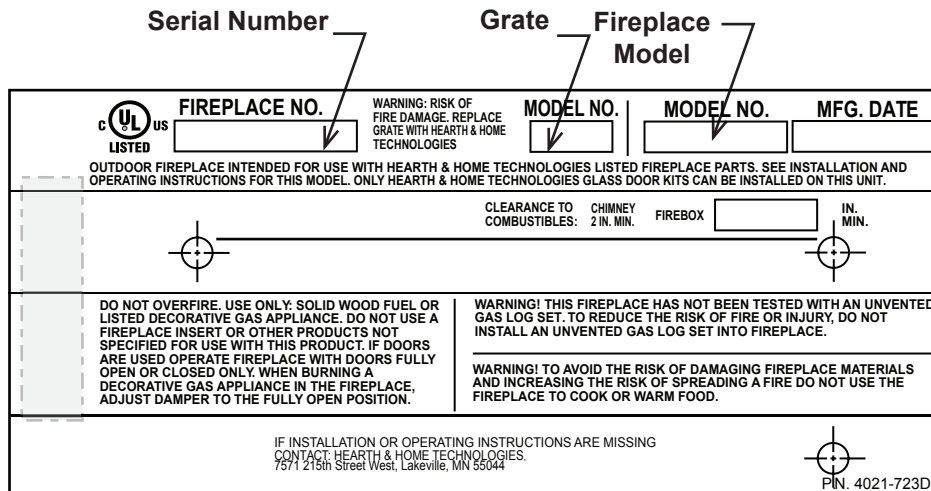 Serial Number
Grate
Fireplace
Model
C UL US
LISTED
FIREPLACE NO.
WARNING: RISK OF
FIRE DAMAGE. REPLACE
GRATE WITH HEARTH & HOME
TECHNOLOGIES
MODEL NO.
MODEL NO.
MFG. DATE
OUTDOOR FIREPLACE INTENDED FOR USE WITH HEARTH & HOME TECHNOLOGIES LISTED FIREPLACE PARTS. SEE INSTALLATION AND
OPERATING INSTRUCTIONS FOR THIS MODEL. ONLY HEARTH & HOME TECHNOLOGIES GLASS DOOR KITS CAN BE INSTALLED ON THIS UNIT.
CLEARANCE TO
COMBUSTIBLES:
CHIMNEY
2 IN. MIN.
FIREBOX
IN.
MIN.
DO NOT OVERFIRE. USE ONLY: SOLID WOOD FUEL OR
LISTED DECORATIVE GAS APPLIANCE. DO NOT USE A
FIREPLACE INSERT OR OTHER PRODUCTS NOT
SPECIFIED FOR USE WITH THIS PRODUCT. IF DOORS
ARE USED OPERATE FIREPLACE WITH DOORS FULLY
OPEN OR CLOSED ONLY. WHEN BURNING A
DECORATIVE GAS APPLIANCE IN THE FIREPLACE,
ADJUST DAMPER TO THE FULLY OPEN POSITION.
WARNING! THIS FIREPLACE HAS NOT BEEN TESTED WITH AN UNVENTED
GAS LOG SET. TO REDUCE THE RISK OF FIRE OR INJURY, DO NOT
INSTALL AN UNVENTED GAS LOG SET INTO FIREPLACE.
WARNING! TO AVOID THE RISK OF DAMAGING FIREPLACE MATERIALS
AND INCREASING THE RISK OF SPREADING A FIRE DO NOT USE THE
FIREPLACE TO COOK OR WARM FOOD.
IF INSTALLATION OR OPERATING INSTRUCTIONS ARE MISSING
CONTACT: HEARTH & HOME TECHNOLOGIES,
7571 215th Street West, Lakeville, MN 55044
P.N. 4021-723D